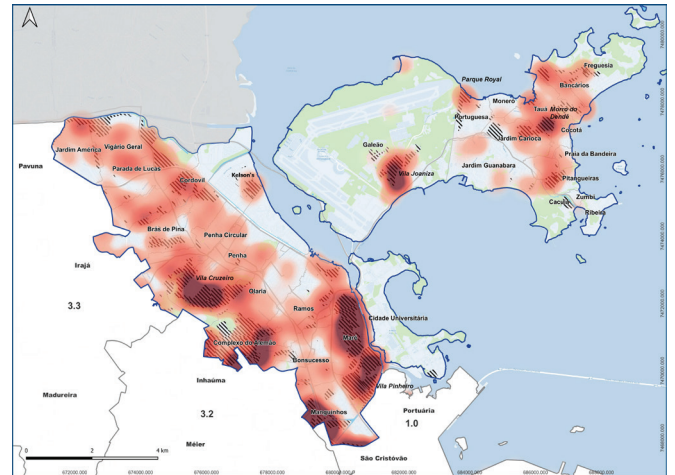 Freguesia
Bancários
Parque Royal
Monero
Tauá
Morro do
Dendê
Portuguesa
Cocotá
Jardim Carioca
Galeão
Praia da Bandeira
Jardim Guanabara
Vila Joaniza
Pitangueiras
Zumbi
Cacuia
Ribeira
Jardim América
Vigário Geral
Pavuna
Parada de Lucas
Cordovil
Kelson's
Brás de Pina
Penha Circular
Penha
Irajá
Vila Cruzeiro
Olaria
3.3
Ramos
Cidade Universitária
Maré
Complexo do Alemão
Bonsucesso
Inhaúma
Vila Pinheiro
Madureira
Manguinhos
Portuária
3.2
1.0
Méier
São Cristóvão
0 2 4 km
672000.000 674000.000 676000.000 678000.000 680000.000 682000.000 684000.000 686000.000 688000.000